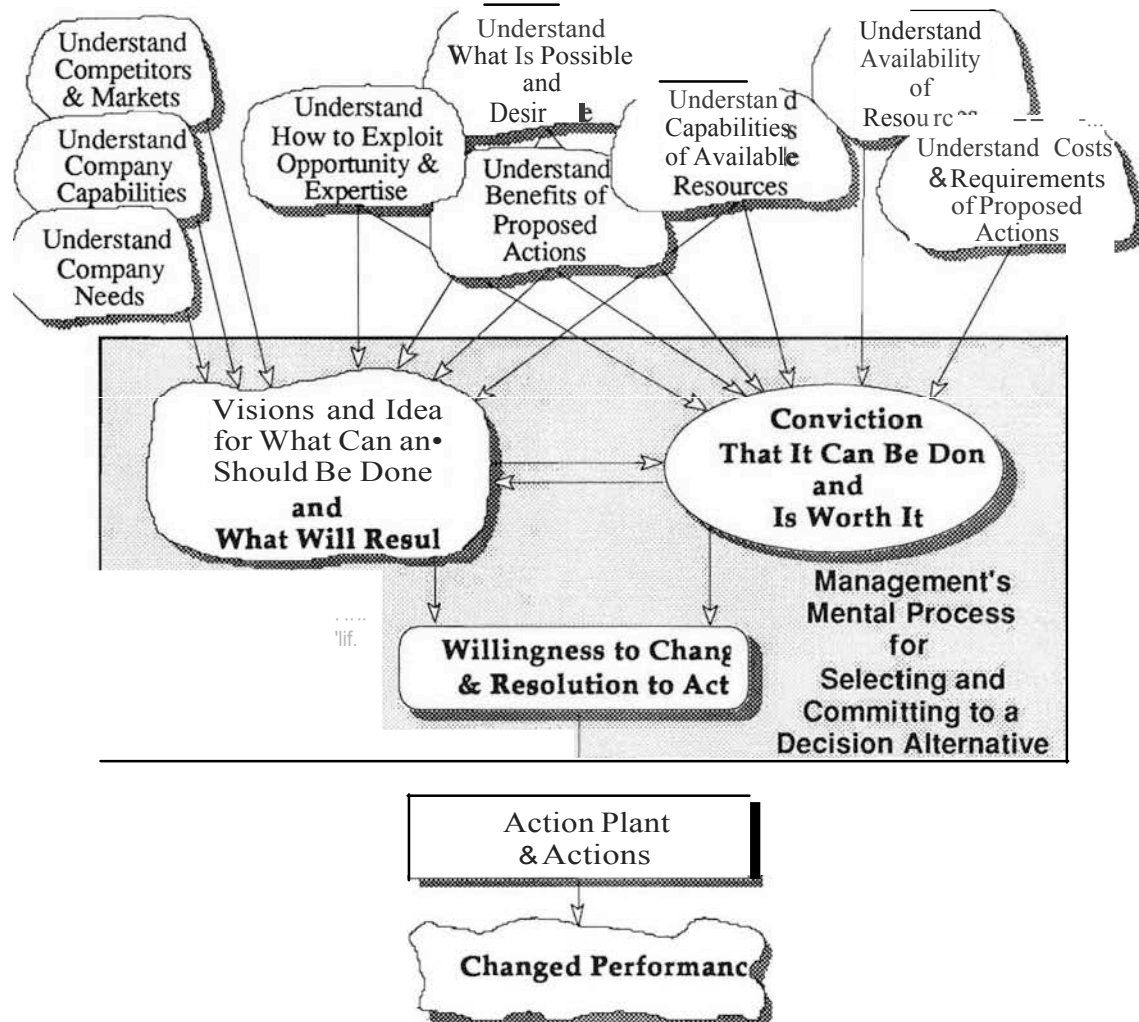 Understand
Competitors
& Markets
Understand
Company
Capabilities
Understand
Company
Needs
Understand
How to Exploit
Opportunity &
Expertise
Understand
What Is Possible
and
Understand
Benefits of
Proposed
Actions
Understand
Capabilities
of Available
Resources
Understand
Availability
of
Resources
Understand Costs
& Requirements
of Proposed
Actions
Visions and Idea
for What Can an
Should Be Done
and
What Will Resul
Conviction
That It Can Be Don
and
Is Worth It
Willingness to Chang
& Resolution to Act
Management's
Mental Process
for
Selecting and
Committing to a
Decision Alternative
Action Plant
& Actions
Changed Performanc